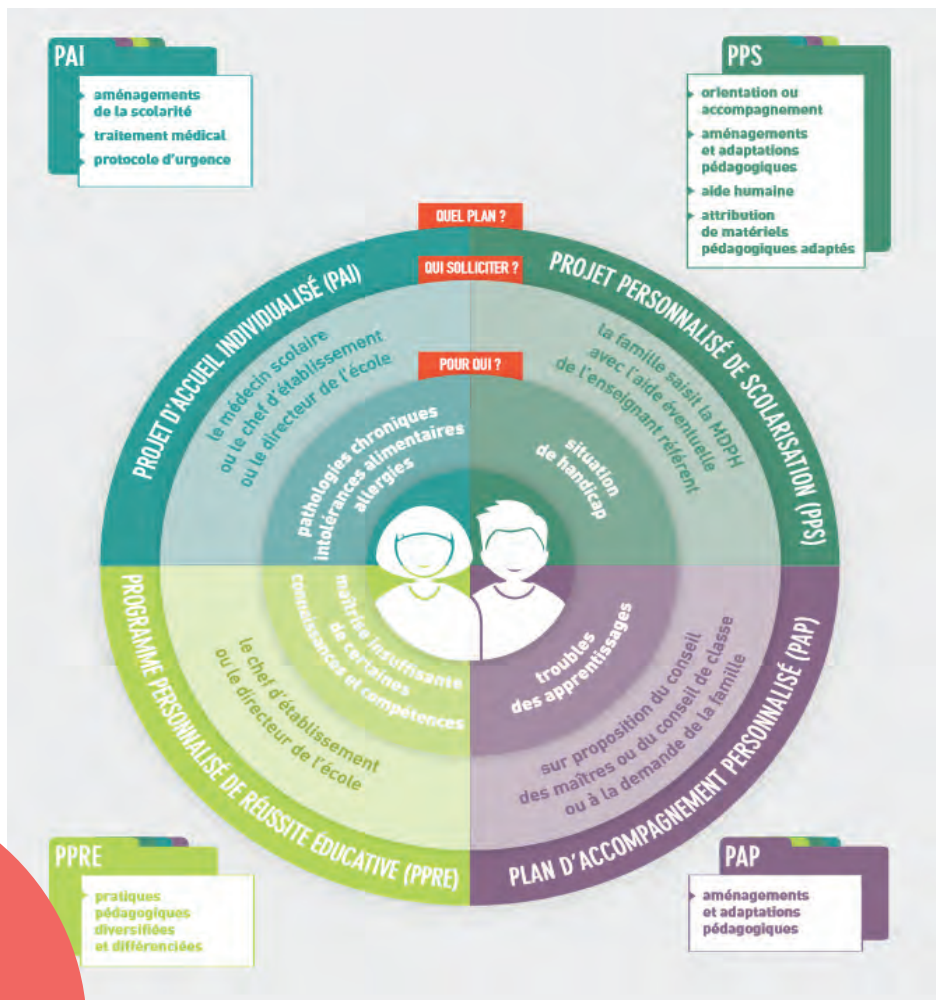 PAI
aménagements
de la scolarité
traitement médical
protocole d'urgence
PPS
orientation ou
accompagnement
aménagements
et adaptations
pédagogiques
aide humaine
attribution
de matériels
pédagogiques adaptés
QUEL PLAN ?
QUI SOLLICITER ?
POUR QUI ?
PROJET D'ACCUEIL INDIVIDUALISÉ (PAI)
le médecin scolaire
ou le chef d'établissement
ou le directeur de l'école
pathologies chroniques
intolérances alimentaires
allergies
PROJET PERSONNALISÉ DE SCOLARISATION (PPS)
la famille saisit la MDPH
avec l'aide éventuelle
de l'enseignant référent
situation
de handicap
PROGRAMME PERSONNALISÉ DE RÉUSSITE ÉDUCATIVE (PPRE)
le chef d'établissement
ou le directeur de l'école
maîtrise insuffisante
de certaines
connaissances et compétences
PLAN D'ACCOMPAGNEMENT PERSONNALISÉ (PAP)
sur proposition du conseil
des maîtres ou du conseil de classe
ou à la demande de la famille
troubles
des apprentissages
PPRE
pratiques
pédagogiques
diversifiées
et différenciées
PAP
aménagements
et adaptations
pédagogiques